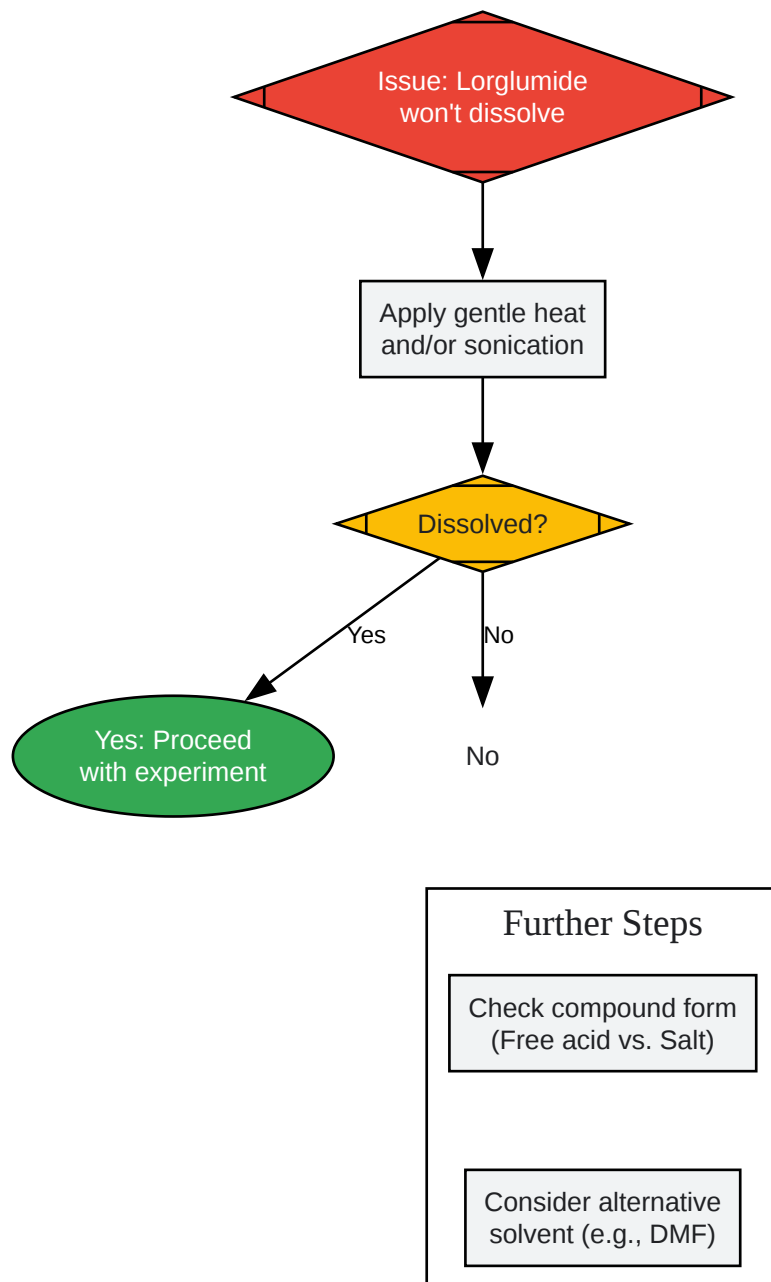 Issue: Lorglumide
won't dissolve
Apply gentle heat
and/or sonication
Dissolved?
Yes
No
Yes: Proceed
with experiment
No
Further Steps
Check compound form
(Free acid vs. Salt)
Consider alternative
solvent (e.g., DMF)